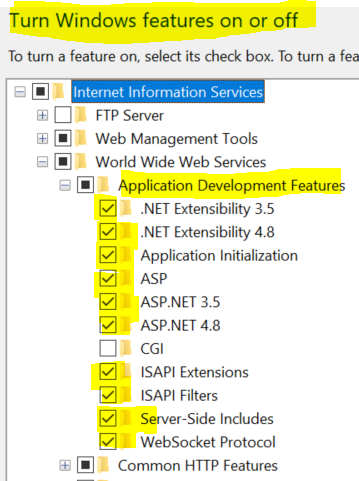 Turn Windows features on or off
To turn a feature on, select its check box. To turn a fea
Internet Information Services
FTP Server
Web Management Tools
World Wide Web Services
Application Development Features
.NET Extensibility 3.5
.NET Extensibility 4.8
Application Initialization
ASP
ASP.NET 3.5
ASP.NET 4.8
CGI
ISAPI Extensions
ISAPI Filters
Server-Side Includes
WebSocket Protocol
Common HTTP Features